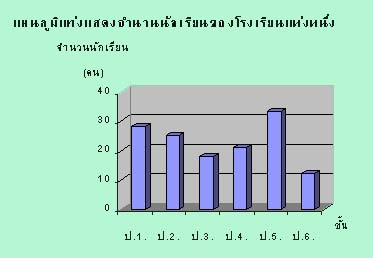 แผนภูมิแท่งแสดงจำนวนนักเรียนของโรงเรียนแห่งหนึ่ง
จำนวนนักเรียน
(คน)
40
30
20
10
0
ชั้น
ป.1. ป.2. ป.3. ป.4. ป.5. ป.6.